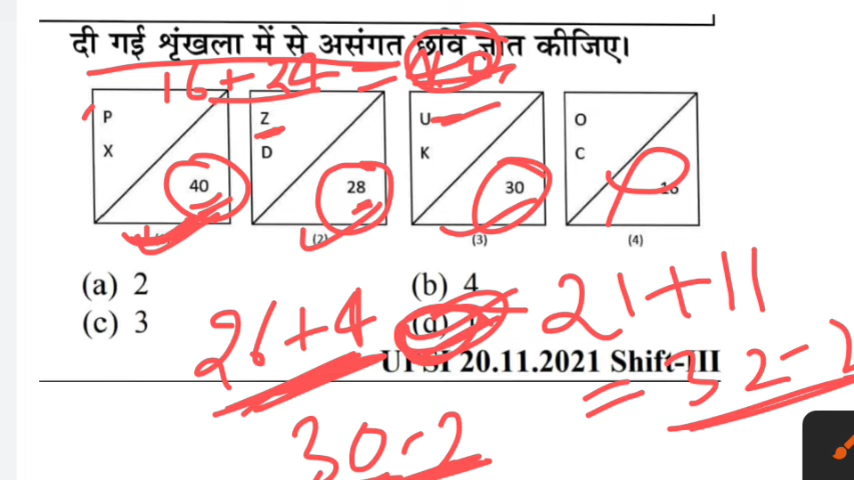 दी गई शृंखला में से असंगत छवि ज्ञात कीजिए।
16 + 24 =
P Z U O
X D K C
40 28 30 16
(2) (3) (4)
(a) 2 (b) 4
(c) 3 (d)
26+4 21+11
UPSI 20.11.2021 Shift-III
= 32-2
30-2